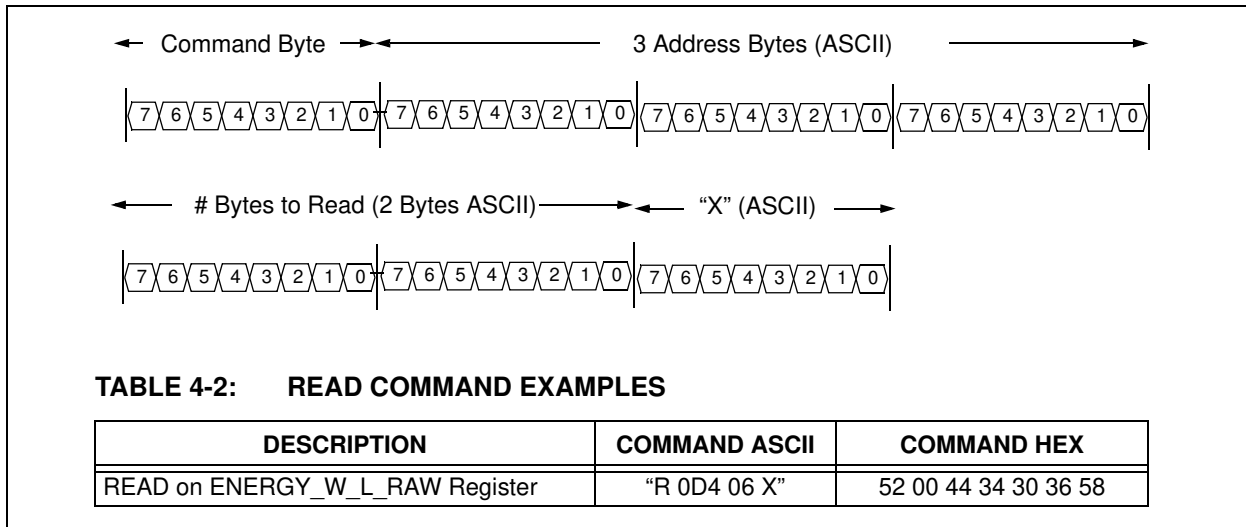 Command Byte 3 Address Bytes (ASCII)
7 6 5 4 3 2 1 0 7 6 5 4 3 2 1 0 7 6 5 4 3 2 1 0 7 6 5 4 3 2 1 0
# Bytes to Read (2 Bytes ASCII) “X” (ASCII)
7 6 5 4 3 2 1 0 7 6 5 4 3 2 1 0 7 6 5 4 3 2 1 0
TABLE 4-2: READ COMMAND EXAMPLES
DESCRIPTION COMMAND ASCII COMMAND HEX
READ on ENERGY_W_L_RAW Register “R 0D4 06 X” 52 00 44 34 30 36 58